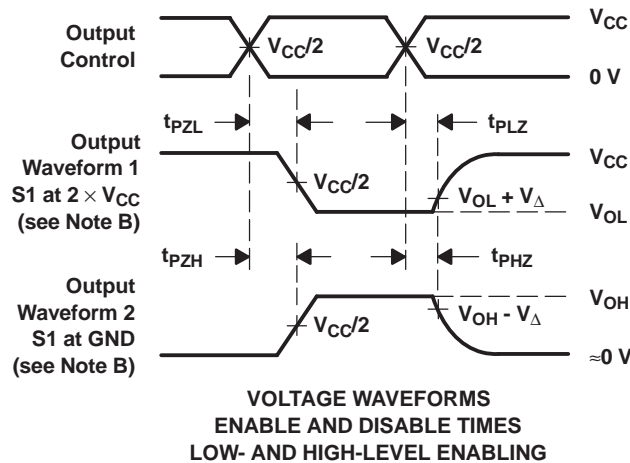 Output
Control
V_CC/2
V_CC/2
V_CC
0 V
t_PZL
t_PLZ
Output
Waveform 1
S1 at 2 × V_CC
(see Note B)
V_CC/2
V_OL + V_Δ
V_CC
V_OL
t_PZH
t_PHZ
Output
Waveform 2
S1 at GND
(see Note B)
V_CC/2
V_OH - V_Δ
V_OH
≈0 V
VOLTAGE WAVEFORMS
ENABLE AND DISABLE TIMES
LOW- AND HIGH-LEVEL ENABLING